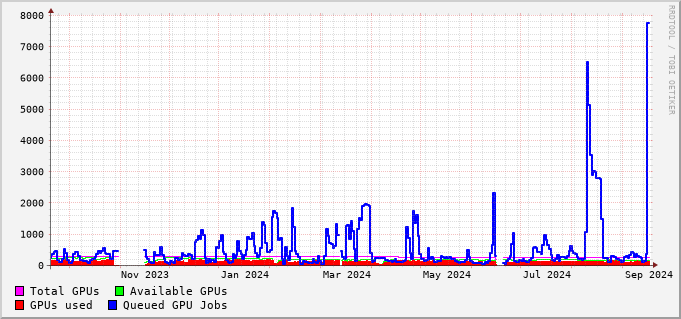 8000
7000
6000
5000
4000
3000
2000
1000
0
Nov 2023 Jan 2024 Mar 2024 May 2024 Jul 2024 Sep 2024
Total GPUs Available GPUs
GPUs used Queued GPU Jobs
RRDTOOL / TOBI OETIKER